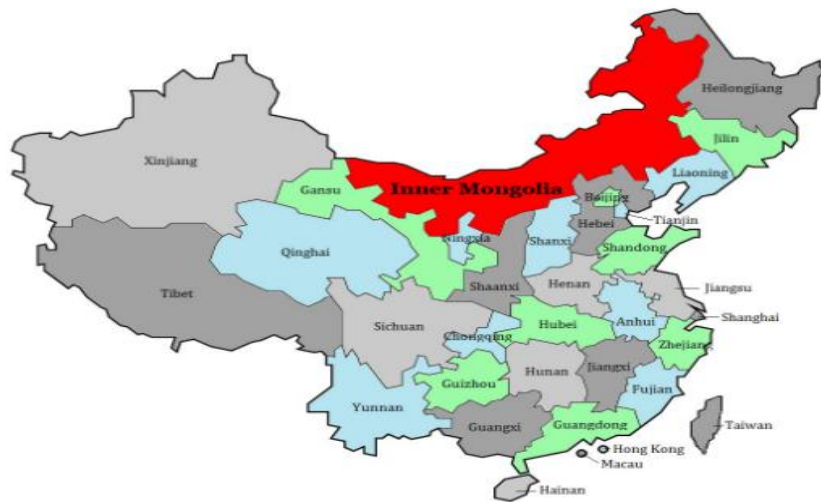 Heilongjiang
Jilin
Xinjiang
Liaoning
Gansu
Inner Mongolia
Beijing
Tianjin
Hebei
Ningxia
Shanxi
Qinghai
Shandong
Shaanxi
Henan
Jiangsu
Tibet
Sichuan
Shanghai
Hubei
Anhui
Chongqing
Zhejiang
Hunan
Jiangxi
Guizhou
Fujian
Yunnan
Guangxi
Guangdong
Taiwan
Hong Kong
Macau
Hainan